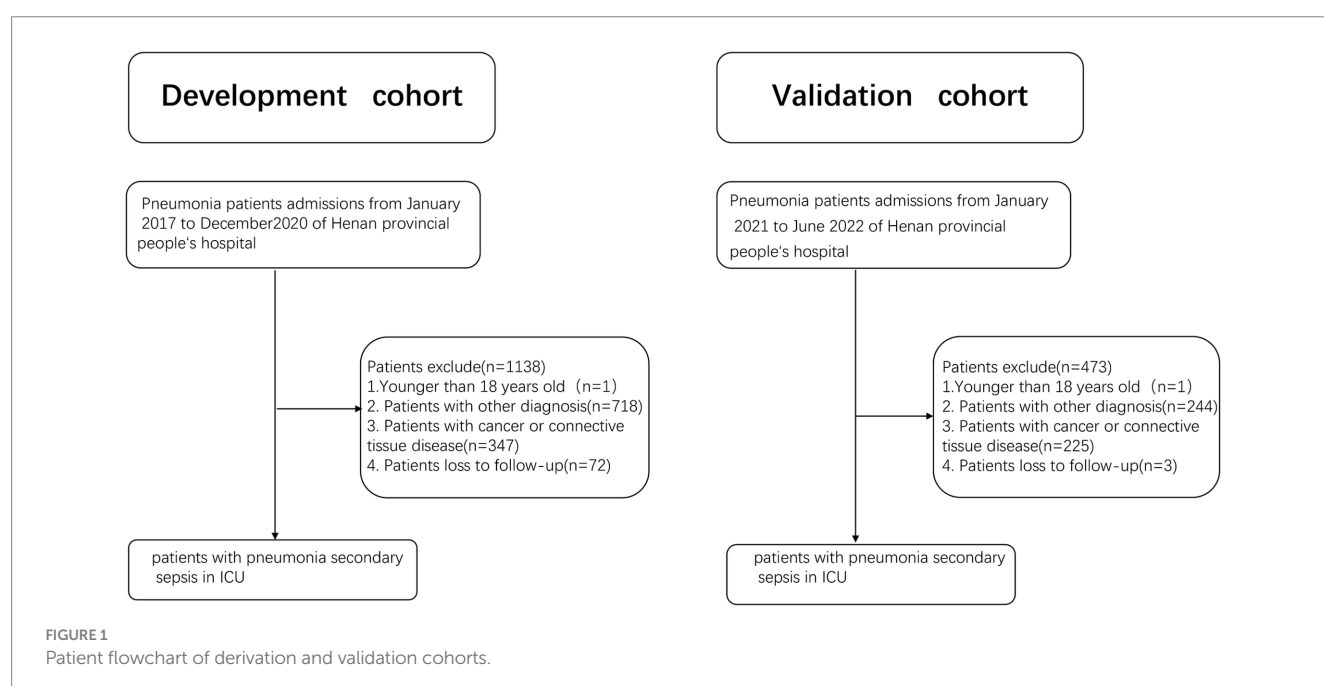 Development cohort
Pneumonia patients admissions from January
2017 to December2020 of Henan provincial
people's hospital
Patients exclude(n=1138)
1.Younger than 18 years old（n=1)
2. Patients with other diagnosis(n=718)
3. Patients with cancer or connective
tissue disease(n=347)
4. Patients loss to follow-up(n=72)
patients with pneumonia secondary
sepsis in ICU
Validation cohort
Pneumonia patients admissions from January
2021 to June 2022 of Henan provincial
people's hospital
Patients exclude(n=473)
1.Younger than 18 years old（n=1)
2. Patients with other diagnosis(n=244)
3. Patients with cancer or connective
tissue disease(n=225)
4. Patients loss to follow-up(n=3)
patients with pneumonia secondary
sepsis in ICU
FIGURE 1
Patient flowchart of derivation and validation cohorts.